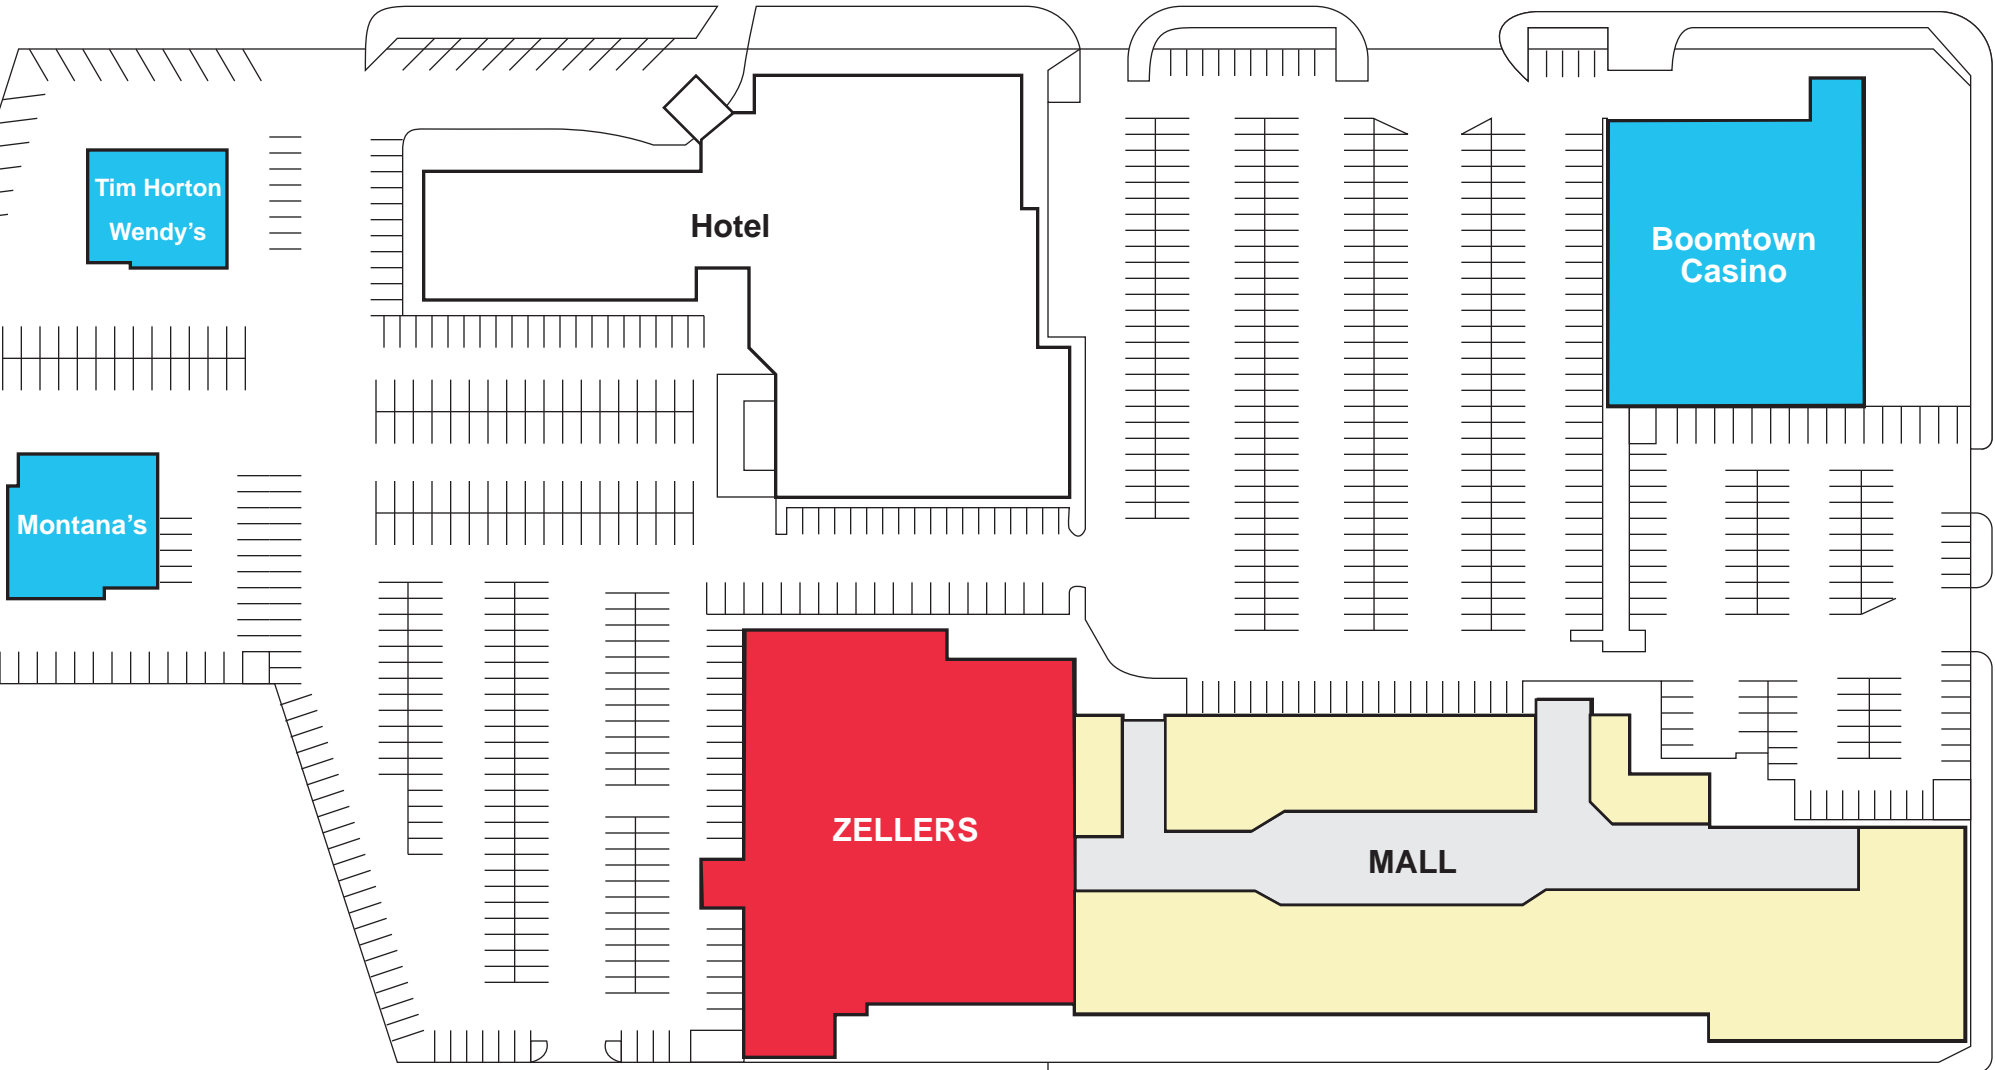 Tim Horton
Wendy's
Hotel
Boomtown
Casino
Montana's
ZELLERS
MALL